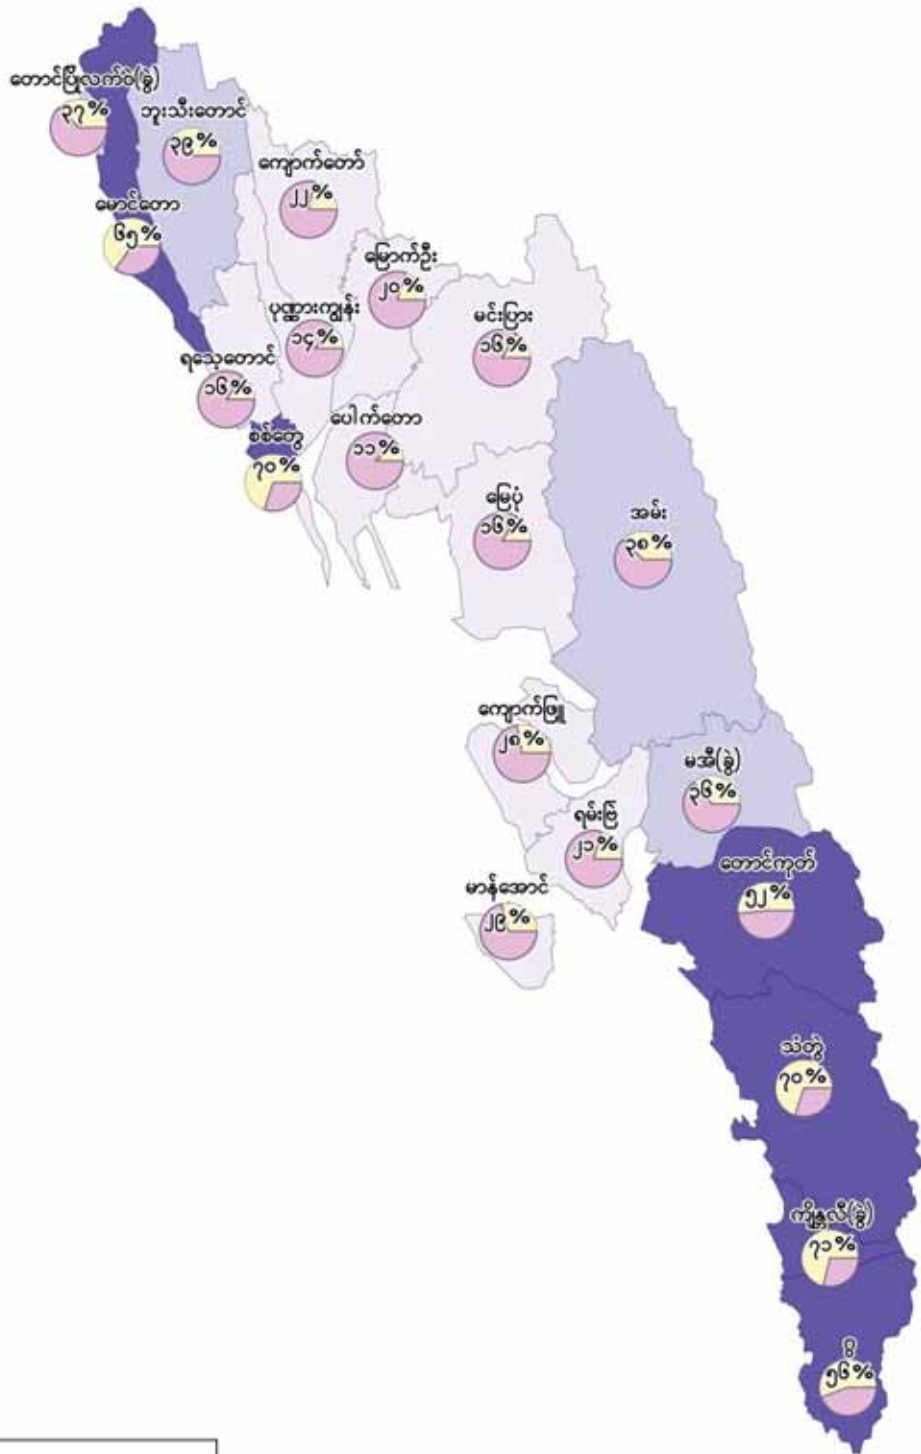 တောင်ပြိုလက်ဝဲ(ခွဲ)
၃၇%
ဘူးသီးတောင်
၃၉%
ကျောက်တော်
၂၂%
မောင်တော
၆၅%
မြောက်ဦး
၂၀%
ပုဏ္ဏားကျွန်း
၁၄%
မင်းပြား
၁၆%
ရသေ့တောင်
၁၆%
ပေါက်တော
၁၁%
စစ်တွေ
၇၀%
မြေပုံ
၁၆%
အမ်း
၃၈%
ကျောက်ဖြူ
၂၈%
မအီ(ခွဲ)
၃၆%
ရမ်းဗြဲ
၂၁%
တောင်ကုတ်
၅၂%
မာန်အောင်
၂၉%
သံတွဲ
၇၀%
ကျိန္တလီ(ခွဲ)
၇၁%
ဂွ
၅၆%